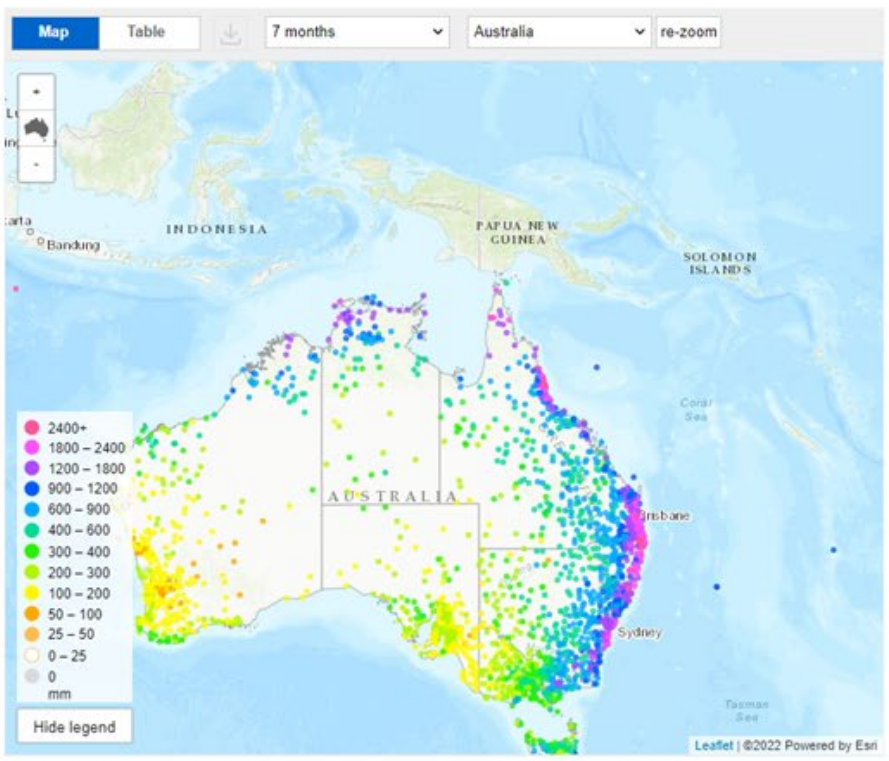 Map
Table
7 months
Australia
re-zoom
+
-
arta
Bandung
INDONESIA
PAPUA NEW
GUINEA
SOLOMON
ISLANDS
Coral
Sea
AUSTRALIA
Brisbane
Sydney
Tasman
Sea
2400+
1800 – 2400
1200 – 1800
900 – 1200
600 – 900
400 – 600
300 – 400
200 – 300
100 – 200
50 – 100
25 – 50
0 – 25
0
mm
Hide legend
Leaflet | ©2022 Powered by Esri